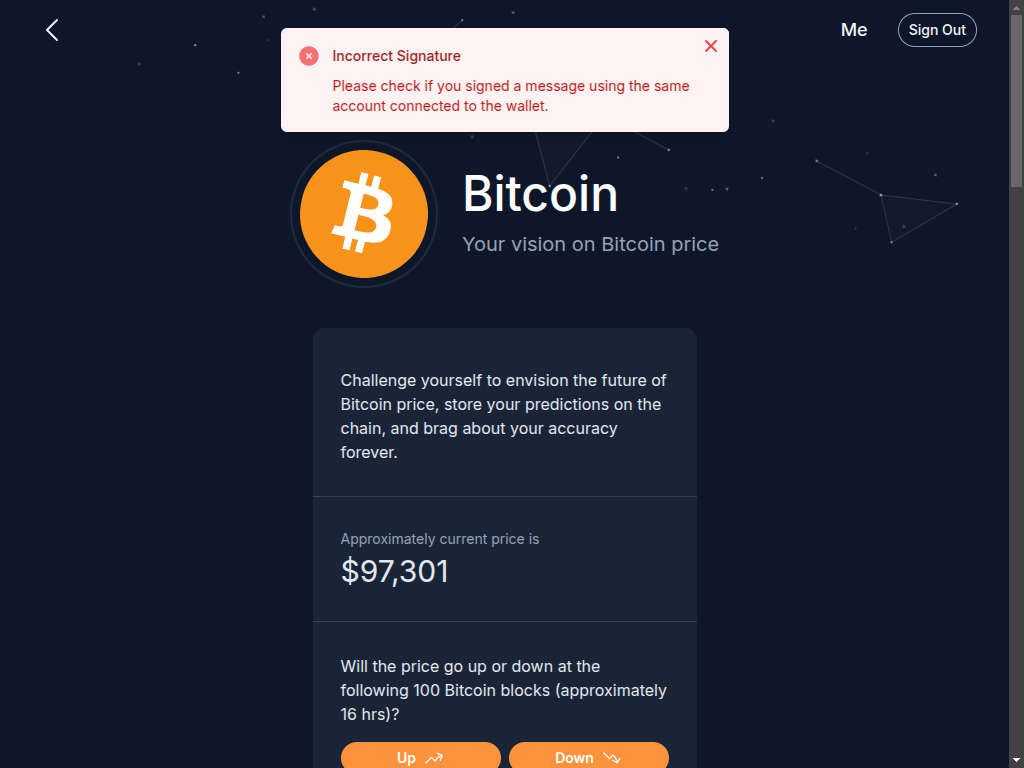 Me
Sign Out
Incorrect Signature
Please check if you signed a message using the same
account connected to the wallet.
Bitcoin
Your vision on Bitcoin price
Challenge yourself to envision the future of
Bitcoin price, store your predictions on the
chain, and brag about your accuracy
forever.
Approximately current price is
$97,301
Will the price go up or down at the
following 100 Bitcoin blocks (approximately
16 hrs)?
Up
Down